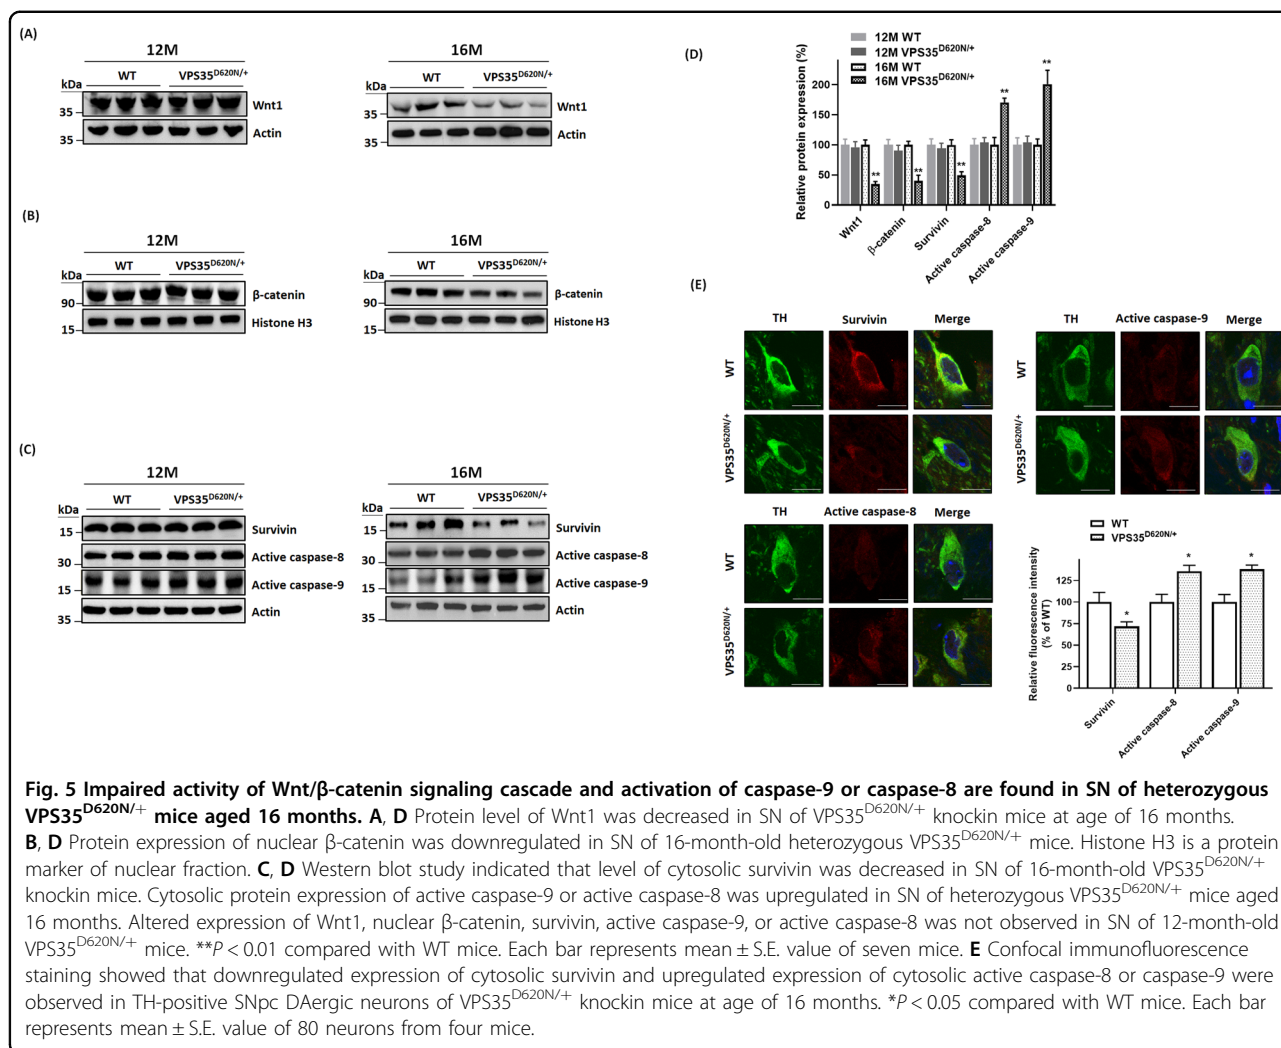 (A)
12M
16M
WT VPS35D620N/+
WT VPS35D620N/+
kDa
kDa
35
Wnt1
35
Wnt1
35
Actin
35
Actin
(B)
12M
16M
WT VPS35D620N/+
WT VPS35D620N/+
kDa
kDa
90
β-catenin
90
β-catenin
15
Histone H3
15
Histone H3
(C)
12M
16M
WT VPS35D620N/+
WT VPS35D620N/+
kDa
kDa
15
Survivin
15
Survivin
30
Active caspase-8
30
Active caspase-8
15
Active caspase-9
15
Active caspase-9
35
Actin
35
Actin
(D)
12M WT
12M VPS35D620N/+
16M WT
16M VPS35D620N/+
Relative protein expression (%)
200
150
100
50
0
** ** ** ** **
Wnt1
β-catenin
Survivin
Active caspase-8
Active caspase-9
(E)
TH Survivin Merge
WT
VPS35D620N/+
TH Active caspase-9 Merge
WT
VPS35D620N/+
TH Active caspase-8 Merge
WT
VPS35D620N/+
WT
VPS35D620N/+
Relative fluorescence intensity
(% of WT)
125
100
75
50
25
0
* * *
Survivin
Active caspase-8
Active caspase-9
Fig. 5 Impaired activity of Wnt/β-catenin signaling cascade and activation of caspase-9 or caspase-8 are found in SN of heterozygous
VPS35D620N/+ mice aged 16 months. A, D Protein level of Wnt1 was decreased in SN of VPS35D620N/+ knockin mice at age of 16 months.
B, D Protein expression of nuclear β-catenin was downregulated in SN of 16-month-old heterozygous VPS35D620N/+ mice. Histone H3 is a protein
marker of nuclear fraction. C, D Western blot study indicated that level of cytosolic survivin was decreased in SN of 16-month-old VPS35D620N/+
knockin mice. Cytosolic protein expression of active caspase-9 or active caspase-8 was upregulated in SN of heterozygous VPS35D620N/+ mice aged
16 months. Altered expression of Wnt1, nuclear β-catenin, survivin, active caspase-9, or active caspase-8 was not observed in SN of 12-month-old
VPS35D620N/+ mice. **P < 0.01 compared with WT mice. Each bar represents mean ± S.E. value of seven mice. E Confocal immunofluorescence
staining showed that downregulated expression of cytosolic survivin and upregulated expression of cytosolic active caspase-8 or caspase-9 were
observed in TH-positive SNpc DAergic neurons of VPS35D620N/+ knockin mice at age of 16 months. *P < 0.05 compared with WT mice. Each bar
represents mean ± S.E. value of 80 neurons from four mice.